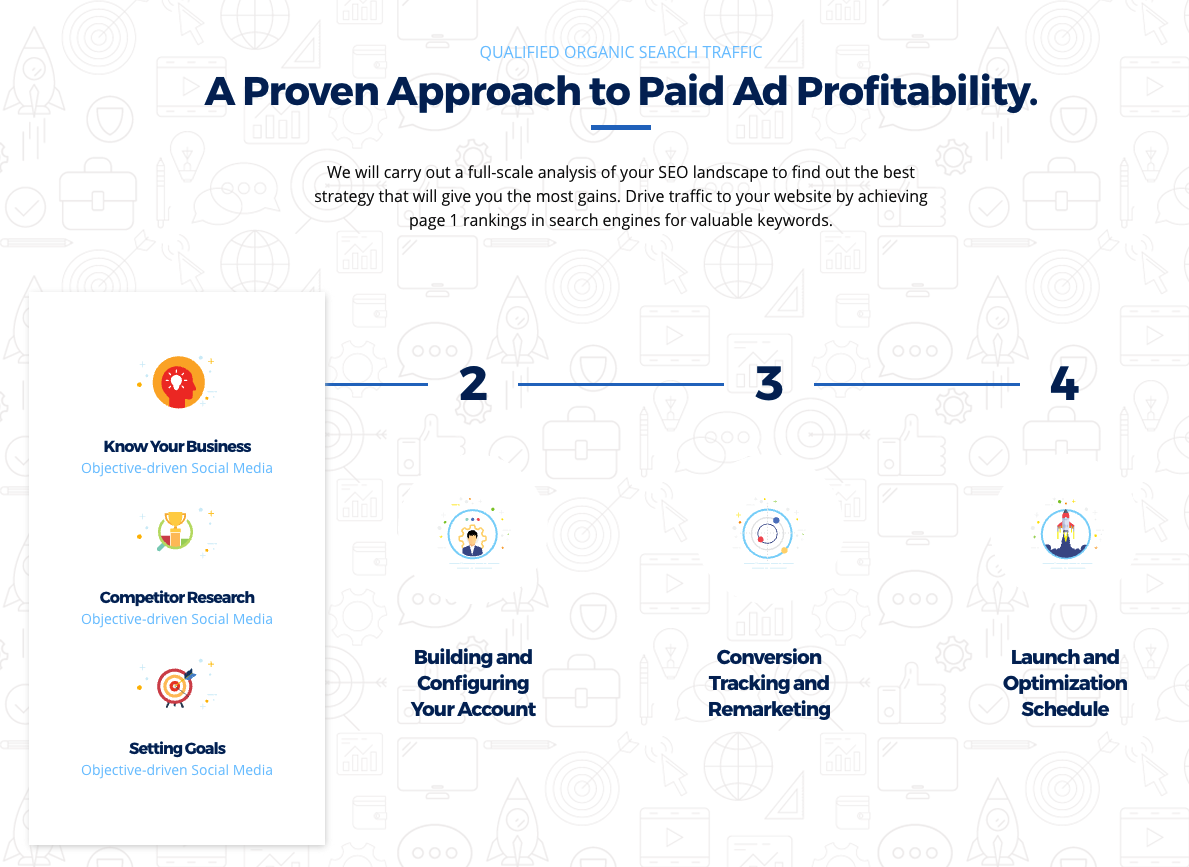 QUALIFIED ORGANIC SEARCH TRAFFIC
A Proven Approach to Paid Ad Profitability.
We will carry out a full-scale analysis of your SEO landscape to find out the best
strategy that will give you the most gains. Drive traffic to your website by achieving
page 1 rankings in search engines for valuable keywords.
Know Your Business
Objective-driven Social Media
Competitor Research
Objective-driven Social Media
Setting Goals
Objective-driven Social Media
2
Building and
Configuring
Your Account
3
Conversion
Tracking and
Remarketing
4
Launch and
Optimization
Schedule